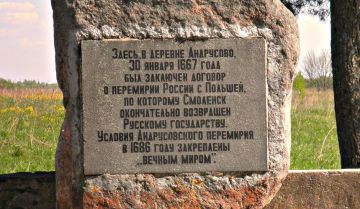 Здесь, в деревне Андрусово,
30 января 1667 года
был заключен договор
о перемирии России с Польшей,
по которому Смоленск
окончательно возвращен
Русскому государству.
Условия Андрусовского перемирия
в 1686 году закреплены
„вечным миром".